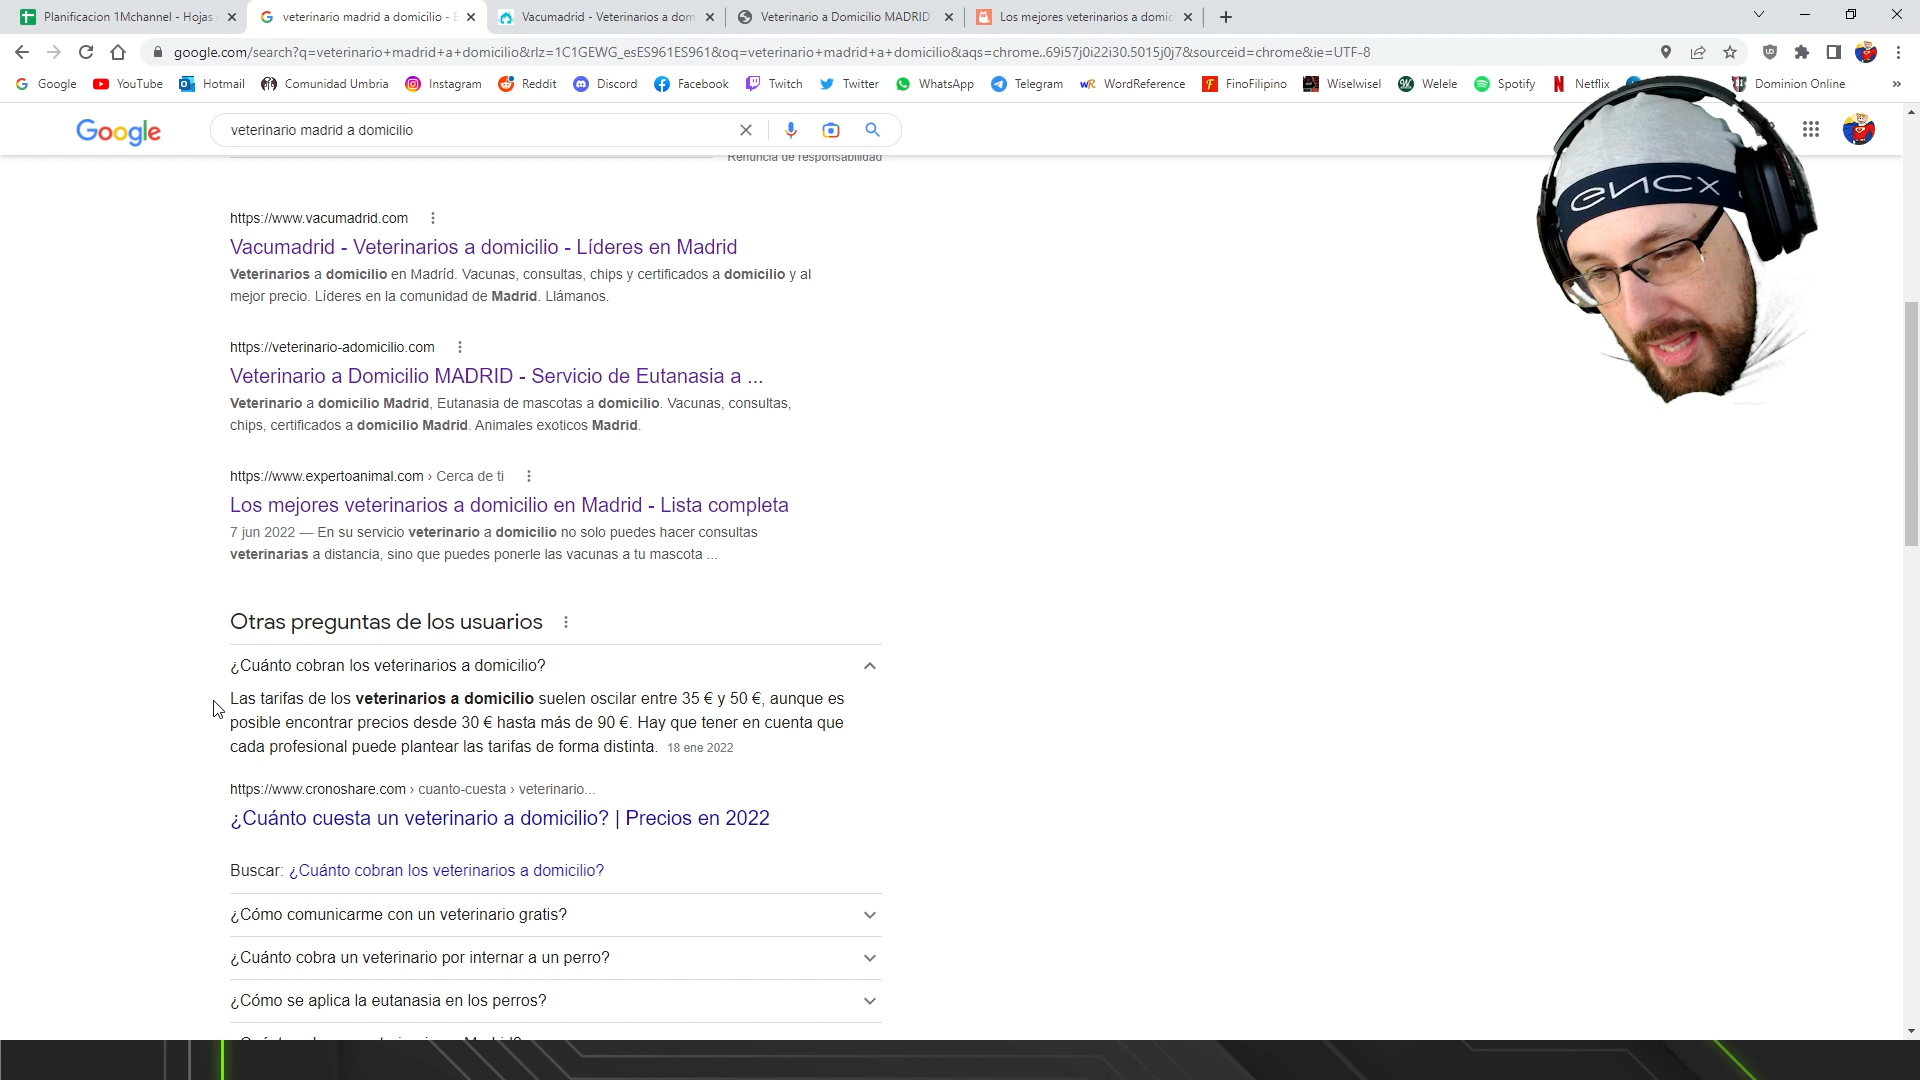 Planificacion 1Mchannel - Hojas
veterinario madrid a domicilio -
Vacumadrid - Veterinarios a dom
Veterinario a Domicilio MADRID
Los mejores veterinarios a domic
google.com/search?q=veterinario+madrid+a+domicilio&rlz=1C1GEWG_esES961ES961&oq=veterinario+madrid+a+domicilio&aqs=chrome..69i57j0i22i30.5015j0j7&sourceid=chrome&ie=UTF-8
Google YouTube Hotmail Comunidad Umbria Instagram Reddit Discord Facebook Twitch Twitter WhatsApp Telegram WordReference FinoFilipino Wiselwisel Welele Spotify Netflix Dominion Online
Google
veterinario madrid a domicilio
Renuncia de responsabilidad
encx
https://www.vacumadrid.com
Vacumadrid - Veterinarios a domicilio - Líderes en Madrid
Veterinarios a domicilio en Madríd. Vacunas, consultas, chips y certificados a domicilio y al
mejor precio. Líderes en la comunidad de Madrid. Llámanos.
https://veterinario-adomicilio.com
Veterinario a Domicilio MADRID - Servicio de Eutanasia a ...
Veterinario a domicilio Madrid, Eutanasia de mascotas a domicilio. Vacunas, consultas,
chips, certificados a domicilio Madrid. Animales exoticos Madrid.
https://www.expertoanimal.com › Cerca de ti
Los mejores veterinarios a domicilio en Madrid - Lista completa
7 jun 2022 — En su servicio veterinario a domicilio no solo puedes hacer consultas
veterinarias a distancia, sino que puedes ponerle las vacunas a tu mascota ...
Otras preguntas de los usuarios
¿Cuánto cobran los veterinarios a domicilio?
Las tarifas de los veterinarios a domicilio suelen oscilar entre 35 € y 50 €, aunque es
posible encontrar precios desde 30 € hasta más de 90 €. Hay que tener en cuenta que
cada profesional puede plantear las tarifas de forma distinta. 18 ene 2022
https://www.cronoshare.com › cuanto-cuesta › veterinario...
¿Cuánto cuesta un veterinario a domicilio? | Precios en 2022
Buscar: ¿Cuánto cobran los veterinarios a domicilio?
¿Cómo comunicarme con un veterinario gratis?
¿Cuánto cobra un veterinario por internar a un perro?
¿Cómo se aplica la eutanasia en los perros?